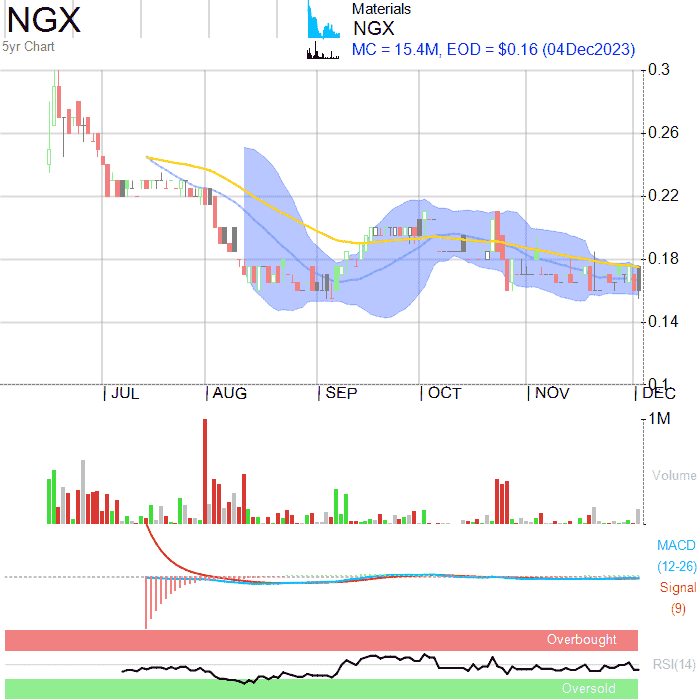 NGX
5yr Chart
Materials
NGX
MC = 15.4M, EOD = $0.16 (04Dec2023)
0.3
0.26
0.22
0.18
0.14
0.1
| JUL | AUG | SEP | OCT | NOV | DEC
1M
Volume
MACD
(12-26)
Signal
(9)
Overbought
RSI(14)
Oversold